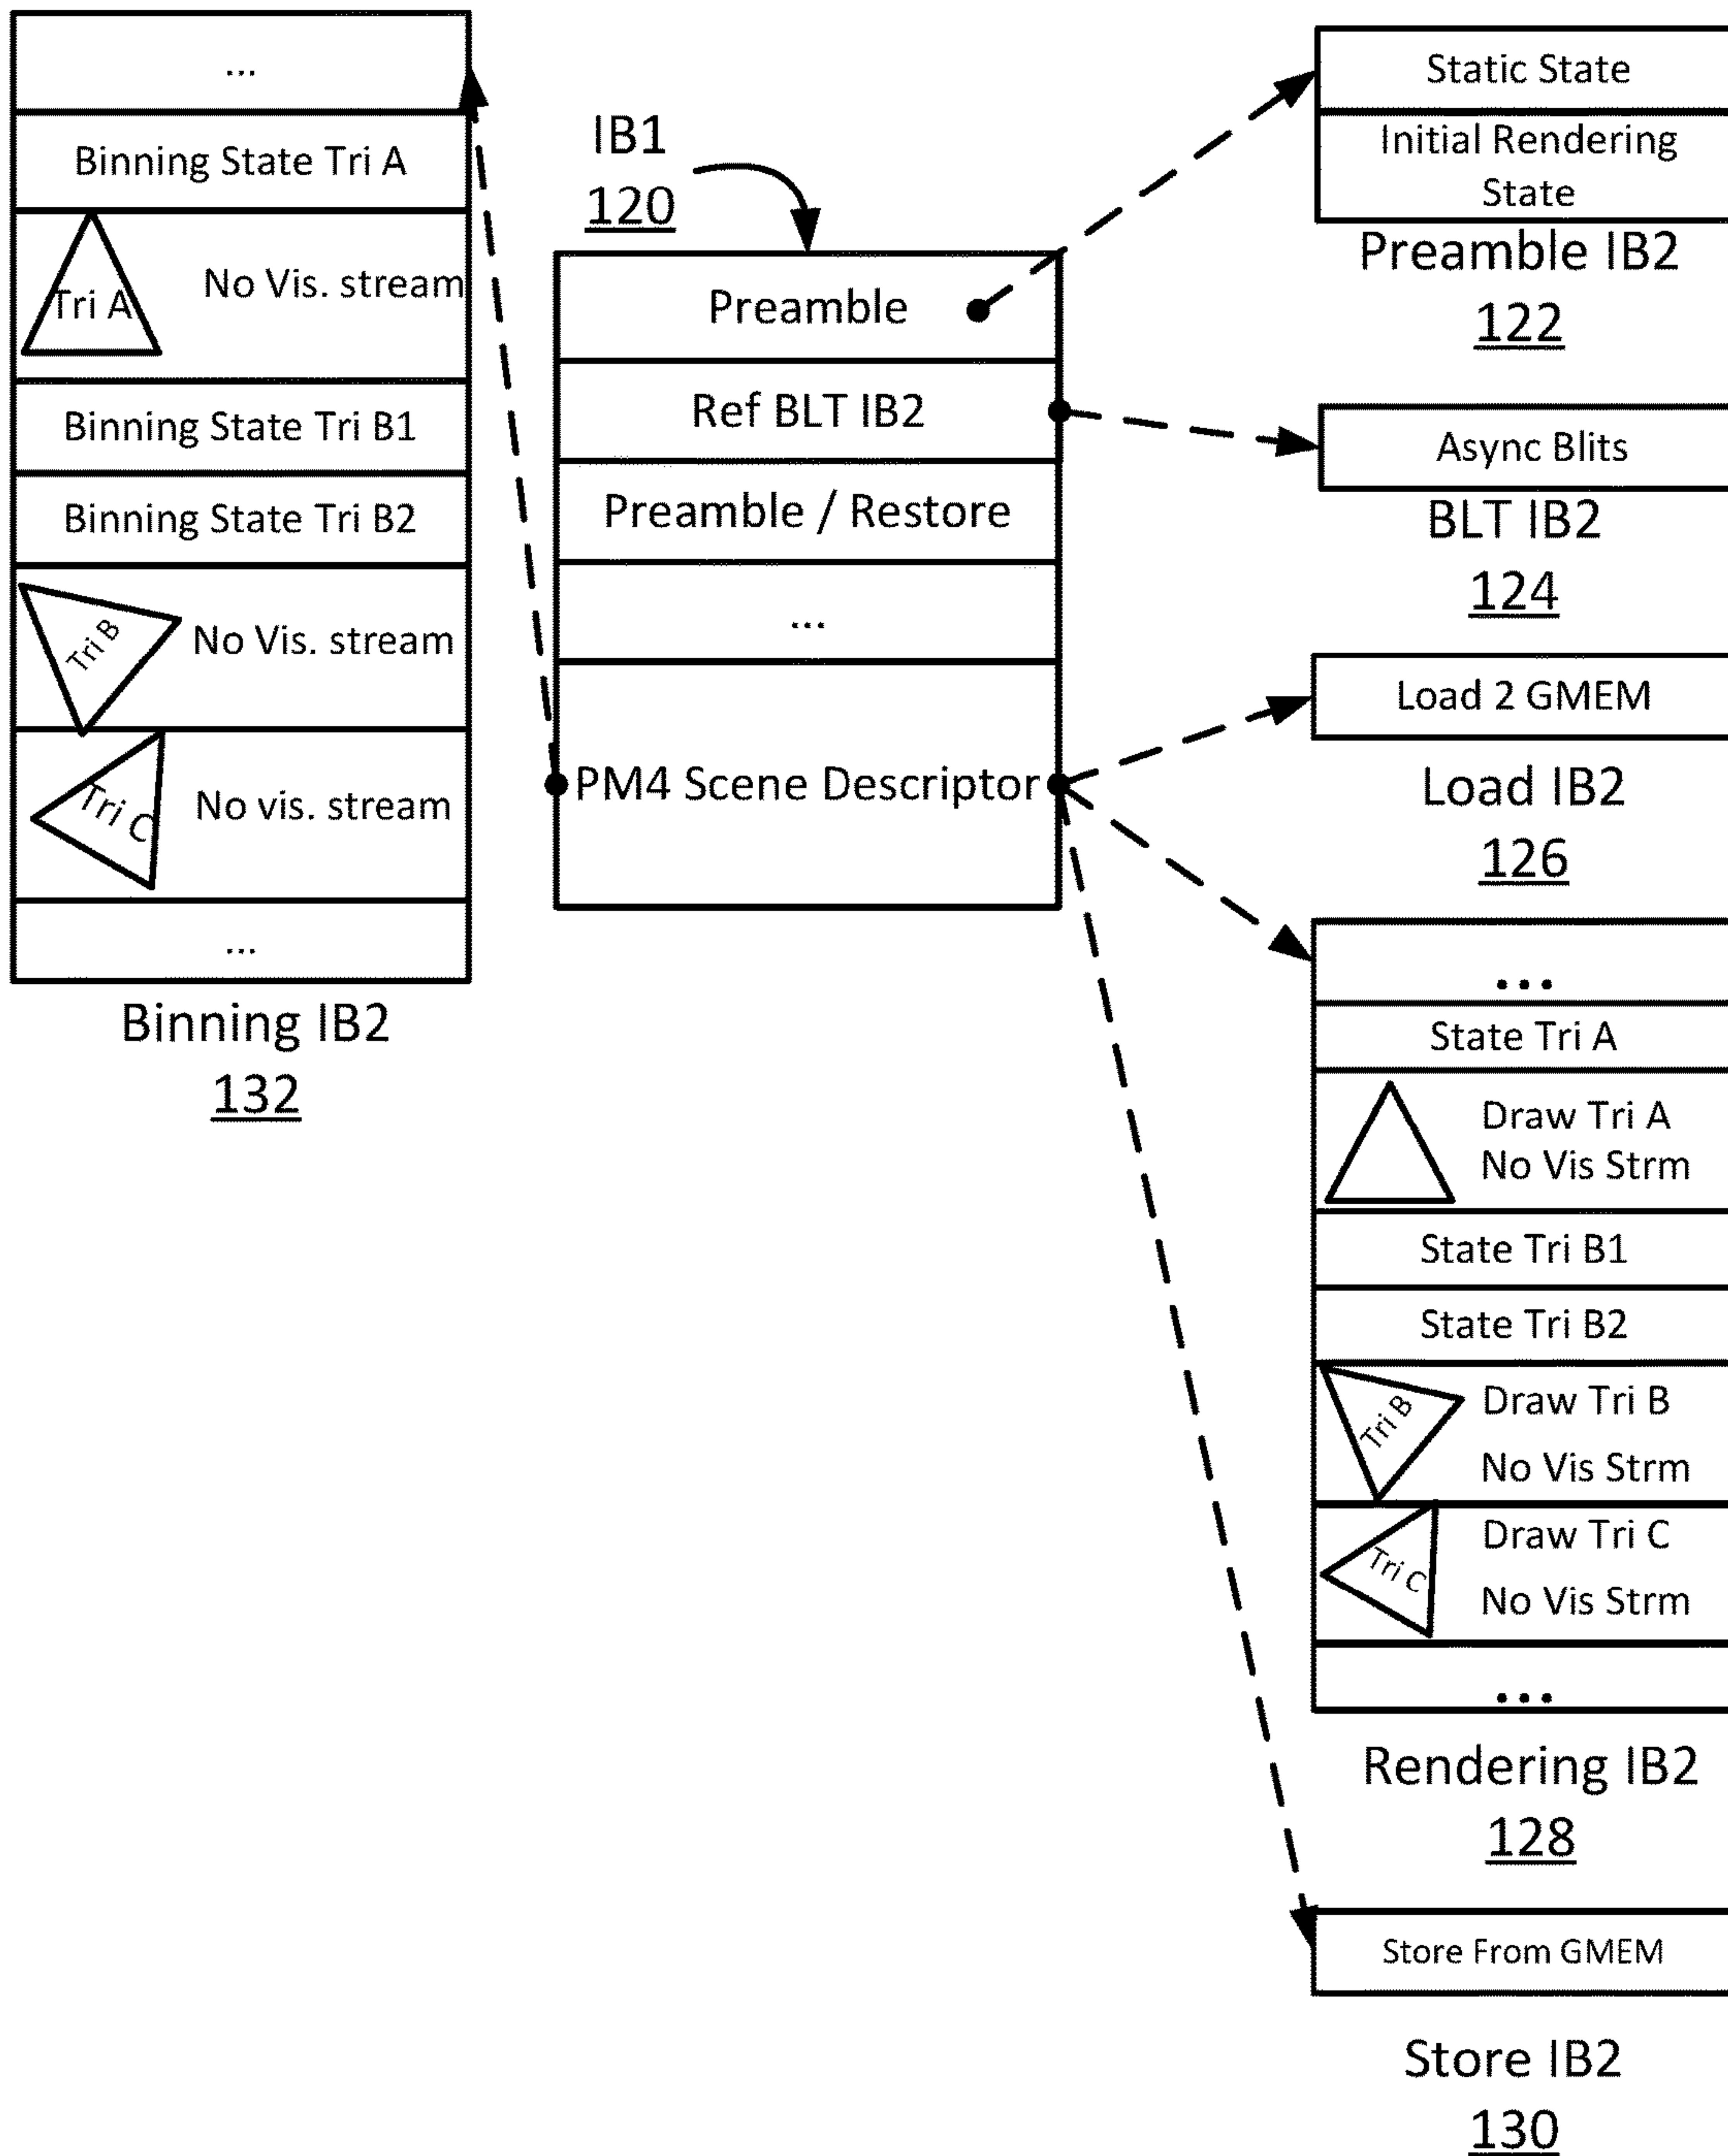 ...
Binning State Tri A
Tri A
No Vis. stream
Binning State Tri B1
Binning State Tri B2
Tri B
No Vis. stream
Tri C
No vis. stream
...
Binning IB2
132
IB1
120
Preamble
Ref BLT IB2
Preamble / Restore
...
PM4 Scene Descriptor
Static State
Initial Rendering
State
Preamble IB2
122
Async Blits
BLT IB2
124
Load 2 GMEM
Load IB2
126
...
State Tri A
Draw Tri A
No Vis Strm
State Tri B1
State Tri B2
Tri B
Draw Tri B
No Vis Strm
Tri C
Draw Tri C
No Vis Strm
...
Rendering IB2
128
Store From GMEM
Store IB2
130